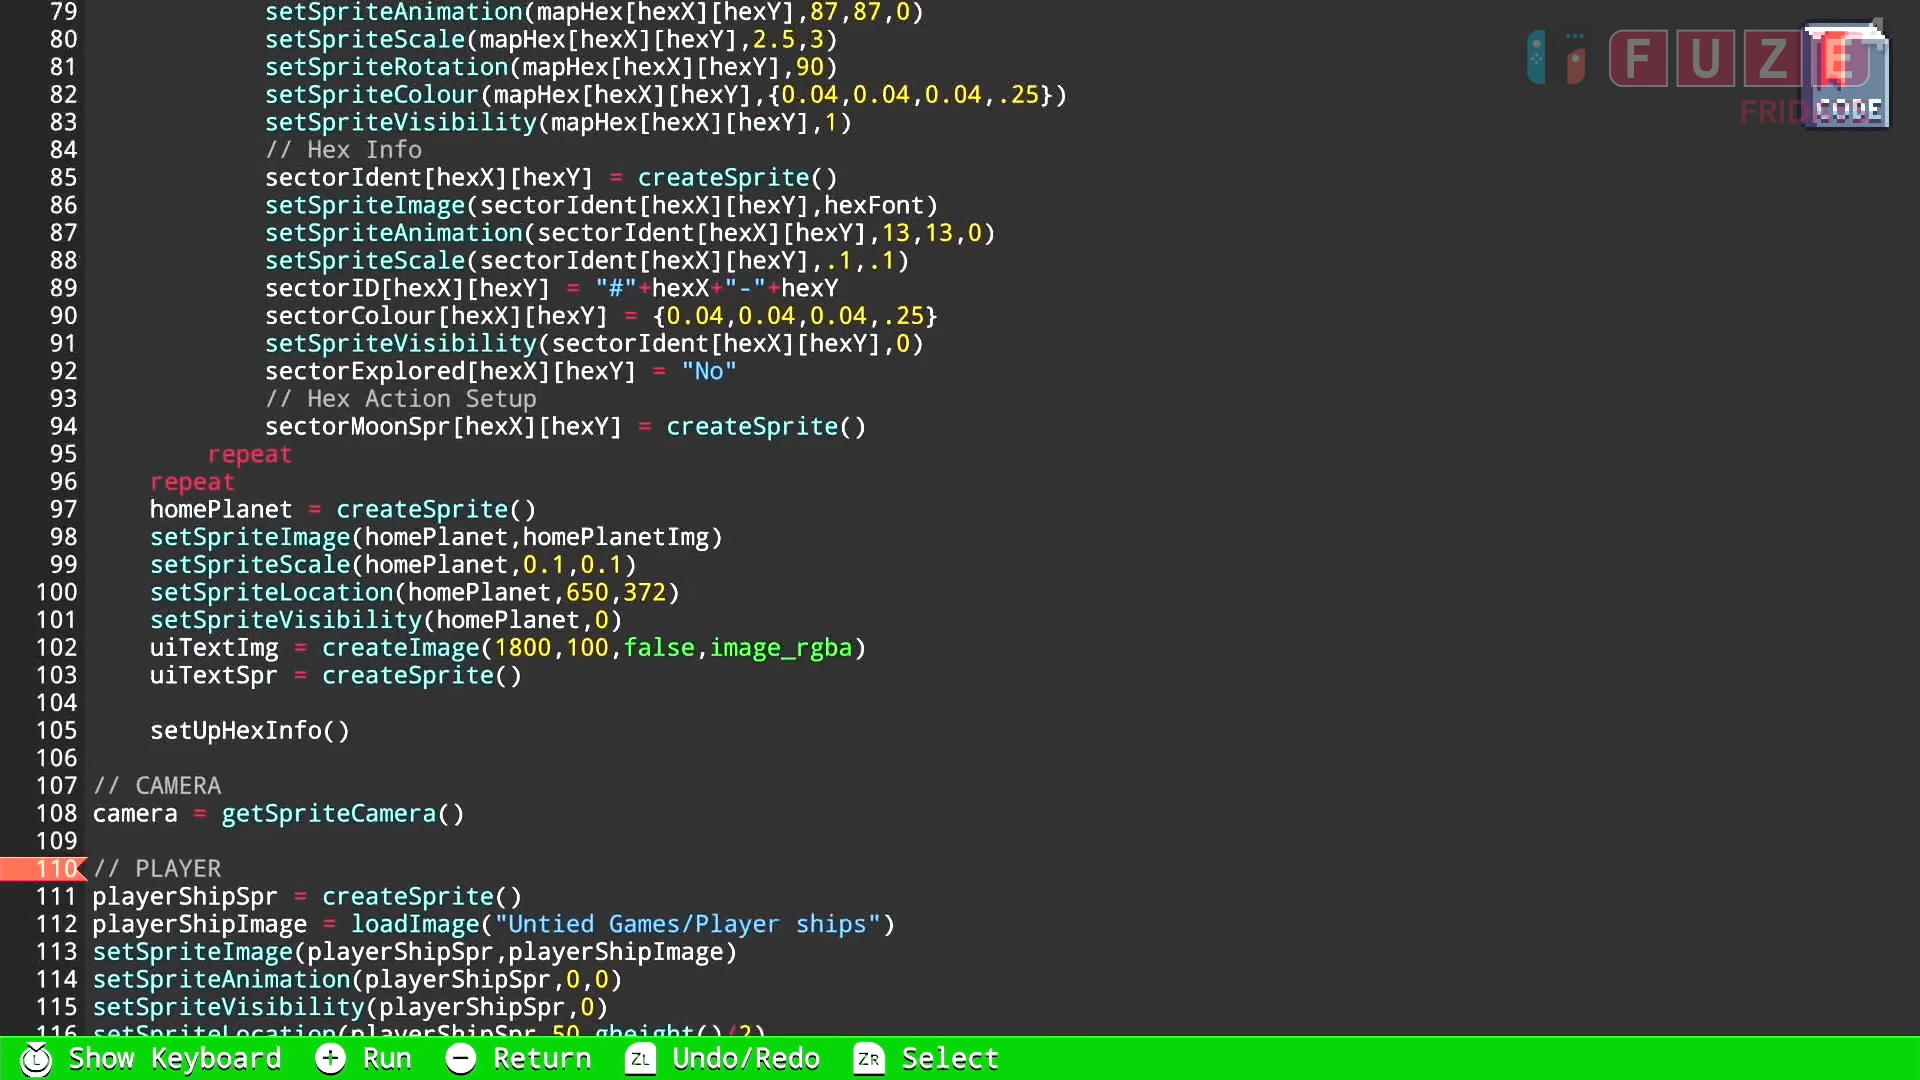 79 setSpriteAnimation(mapHex[hexX][hexY],87,87,0)
80 setSpriteScale(mapHex[hexX][hexY],2.5,3)
81 setSpriteRotation(mapHex[hexX][hexY],90)
82 setSpriteColour(mapHex[hexX][hexY],{0.04,0.04,0.04,.25})
83 setSpriteVisibility(mapHex[hexX][hexY],1)
84 // Hex Info
85 sectorIdent[hexX][hexY] = createSprite()
86 setSpriteImage(sectorIdent[hexX][hexY],hexFont)
87 setSpriteAnimation(sectorIdent[hexX][hexY],13,13,0)
88 setSpriteScale(sectorIdent[hexX][hexY],.1,.1)
89 sectorID[hexX][hexY] = "#"+hexX+"-"+hexY
90 sectorColour[hexX][hexY] = {0.04,0.04,0.04,.25}
91 setSpriteVisibility(sectorIdent[hexX][hexY],0)
92 sectorExplored[hexX][hexY] = "No"
93 // Hex Action Setup
94 sectorMoonSpr[hexX][hexY] = createSprite()
95 repeat
96 repeat
97 homePlanet = createSprite()
98 setSpriteImage(homePlanet,homePlanetImg)
99 setSpriteScale(homePlanet,0.1,0.1)
100 setSpriteLocation(homePlanet,650,372)
101 setSpriteVisibility(homePlanet,0)
102 uiTextImg = createImage(1800,100,false,image_rgba)
103 uiTextSpr = createSprite()
104
105 setUpHexInfo()
106
107 // CAMERA
108 camera = getSpriteCamera()
109
110 // PLAYER
111 playerShipSpr = createSprite()
112 playerShipImage = loadImage("Untied Games/Player ships")
113 setSpriteImage(playerShipSpr,playerShipImage)
114 setSpriteAnimation(playerShipSpr,0,0)
115 setSpriteVisibility(playerShipSpr,0)
116 setSpriteLocation(playerShipSpr,50,gheight()/2)
FUZE
CODE
L Show Keyboard + Run - Return ZL Undo/Redo ZR Select